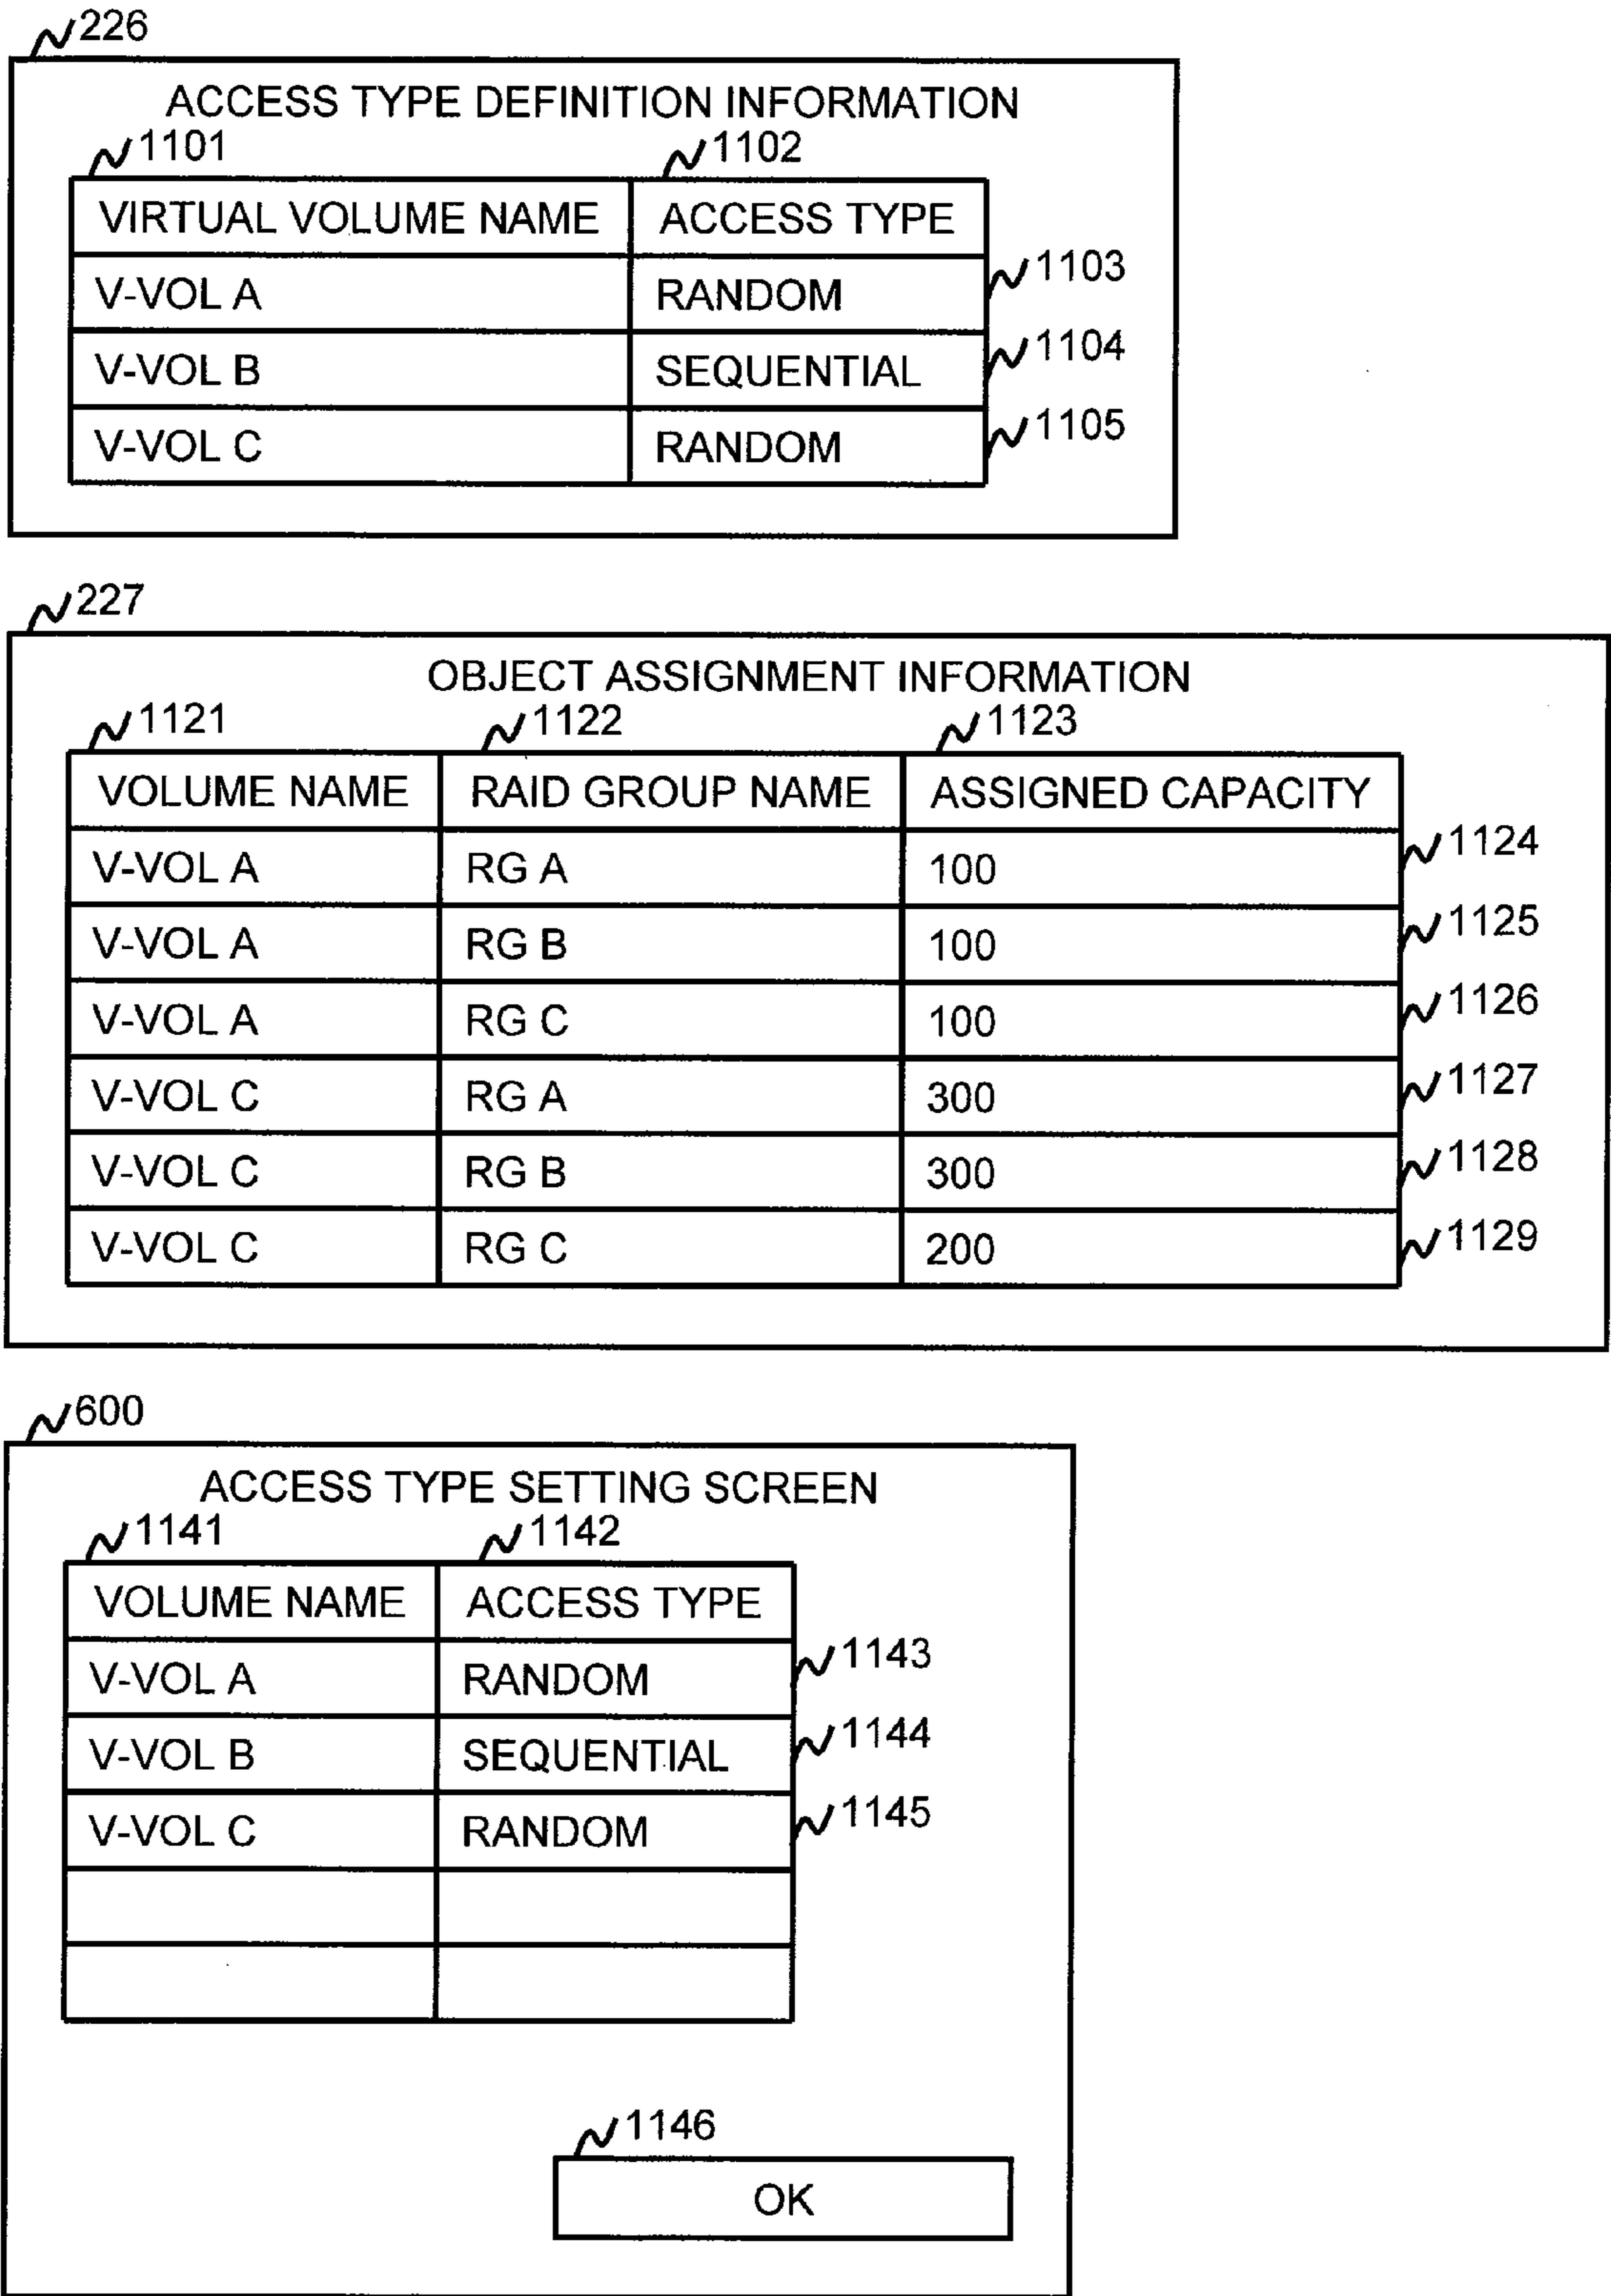 226
ACCESS TYPE DEFINITION INFORMATION
1101 1102
VIRTUAL VOLUME NAME ACCESS TYPE
V-VOL A RANDOM 1103
V-VOL B SEQUENTIAL 1104
V-VOL C RANDOM 1105
227
OBJECT ASSIGNMENT INFORMATION
1121 1122 1123
VOLUME NAME RAID GROUP NAME ASSIGNED CAPACITY
V-VOL A RG A 100 1124
V-VOL A RG B 100 1125
V-VOL A RG C 100 1126
V-VOL C RG A 300 1127
V-VOL C RG B 300 1128
V-VOL C RG C 200 1129
600
ACCESS TYPE SETTING SCREEN
1141 1142
VOLUME NAME ACCESS TYPE
V-VOL A RANDOM 1143
V-VOL B SEQUENTIAL 1144
V-VOL C RANDOM 1145
1146
OK